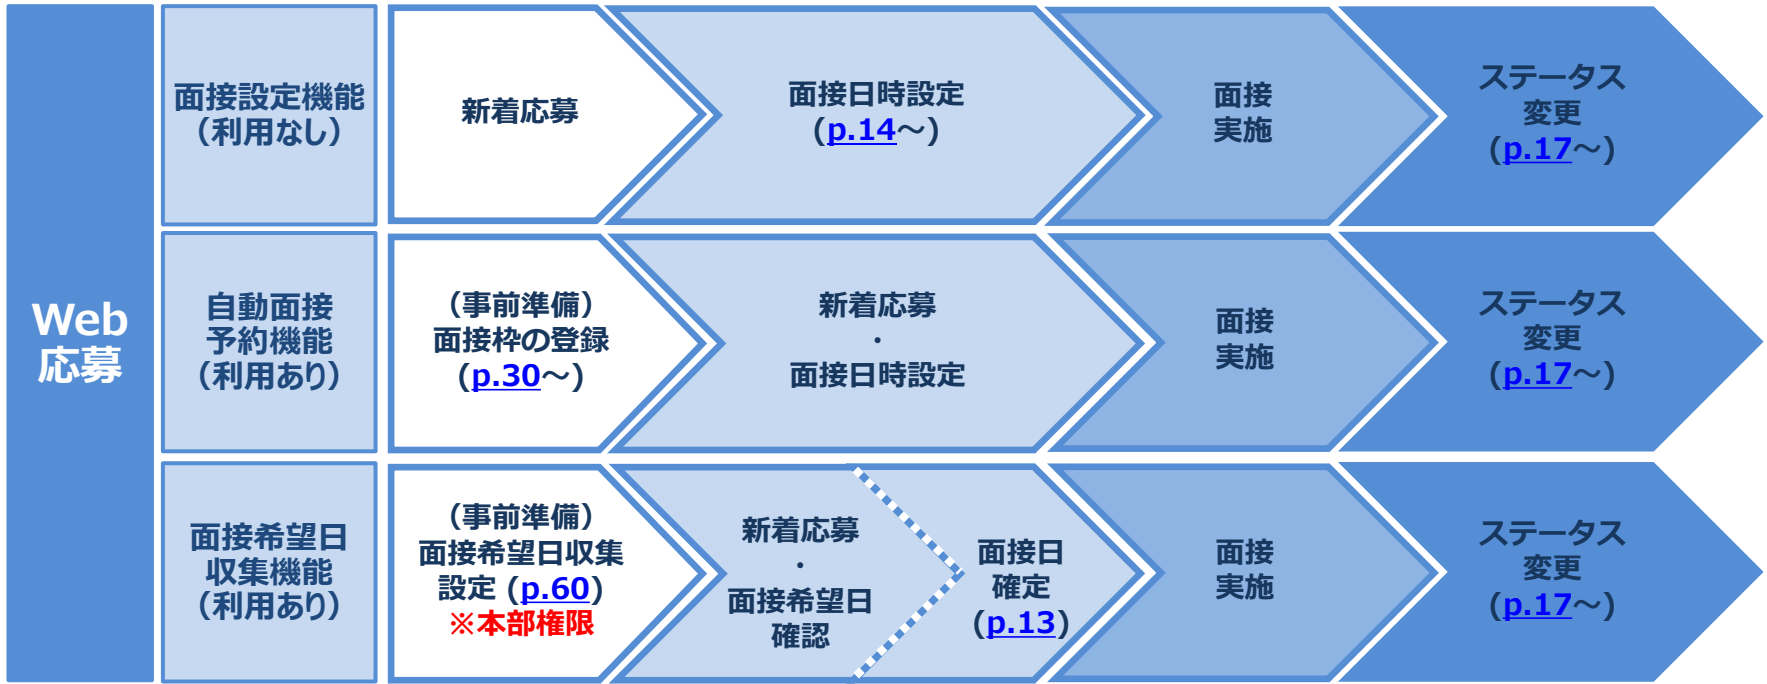 Web
応募
面接設定機能
（利用なし）
新着応募
面接日時設定
(p.14～)
面接
実施
ステータス
変更
(p.17～)
自動面接
予約機能
（利用あり）
（事前準備）
面接枠の登録
(p.30～)
新着応募
・
面接日時設定
面接
実施
ステータス
変更
(p.17～)
面接希望日
収集機能
（利用あり）
（事前準備）
面接希望日収集
設定 (p.60)
※本部権限
新着応募
・
面接希望日
確認
面接日
確定
(p.13)
面接
実施
ステータス
変更
(p.17～)